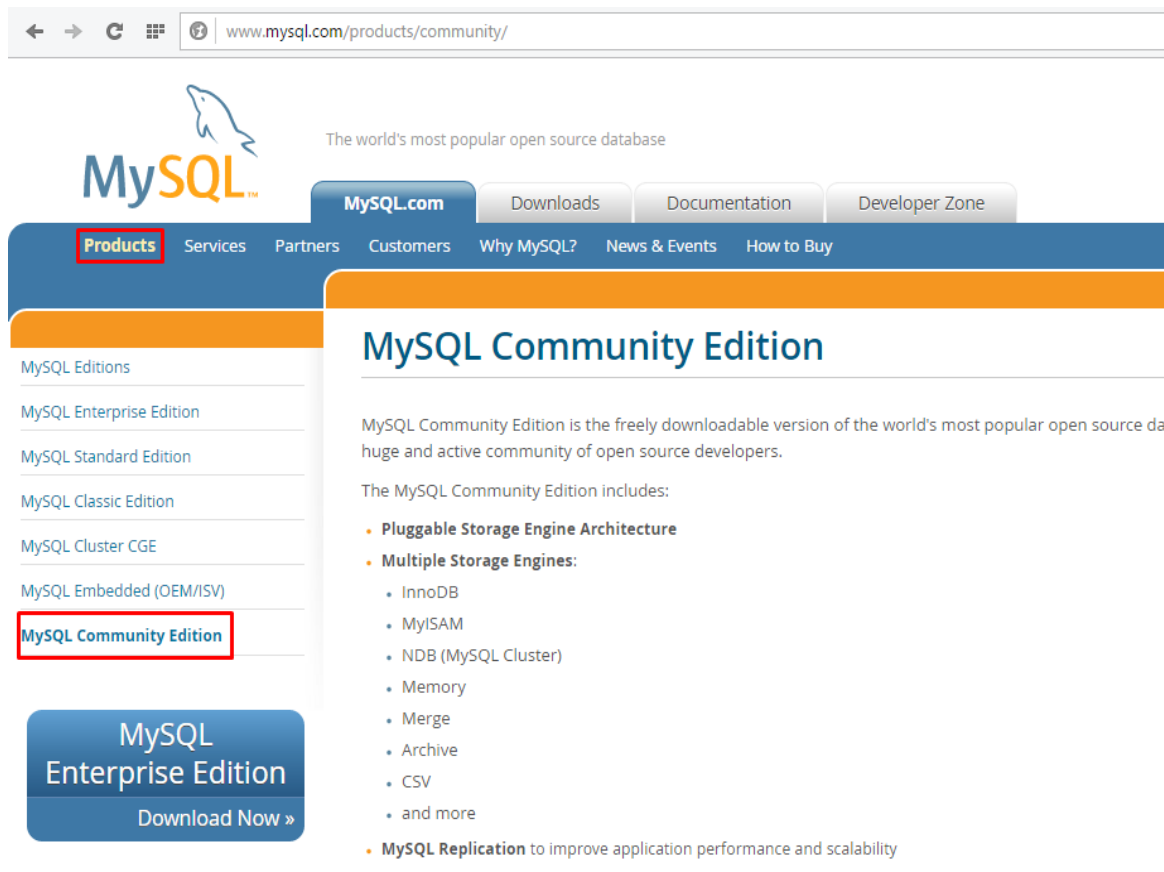 www.mysql.com/products/community/
MySQL™
The world's most popular open source database
MySQL.com Downloads Documentation Developer Zone
Products Services Partners Customers Why MySQL? News & Events How to Buy
MySQL Editions
MySQL Enterprise Edition
MySQL Standard Edition
MySQL Classic Edition
MySQL Cluster CGE
MySQL Embedded (OEM/ISV)
MySQL Community Edition
MySQL
Enterprise Edition
Download Now »
MySQL Community Edition
MySQL Community Edition is the freely downloadable version of the world's most popular open source da
huge and active community of open source developers.
The MySQL Community Edition includes:
• Pluggable Storage Engine Architecture
• Multiple Storage Engines:
• InnoDB
• MyISAM
• NDB (MySQL Cluster)
• Memory
• Merge
• Archive
• CSV
• and more
• MySQL Replication to improve application performance and scalability